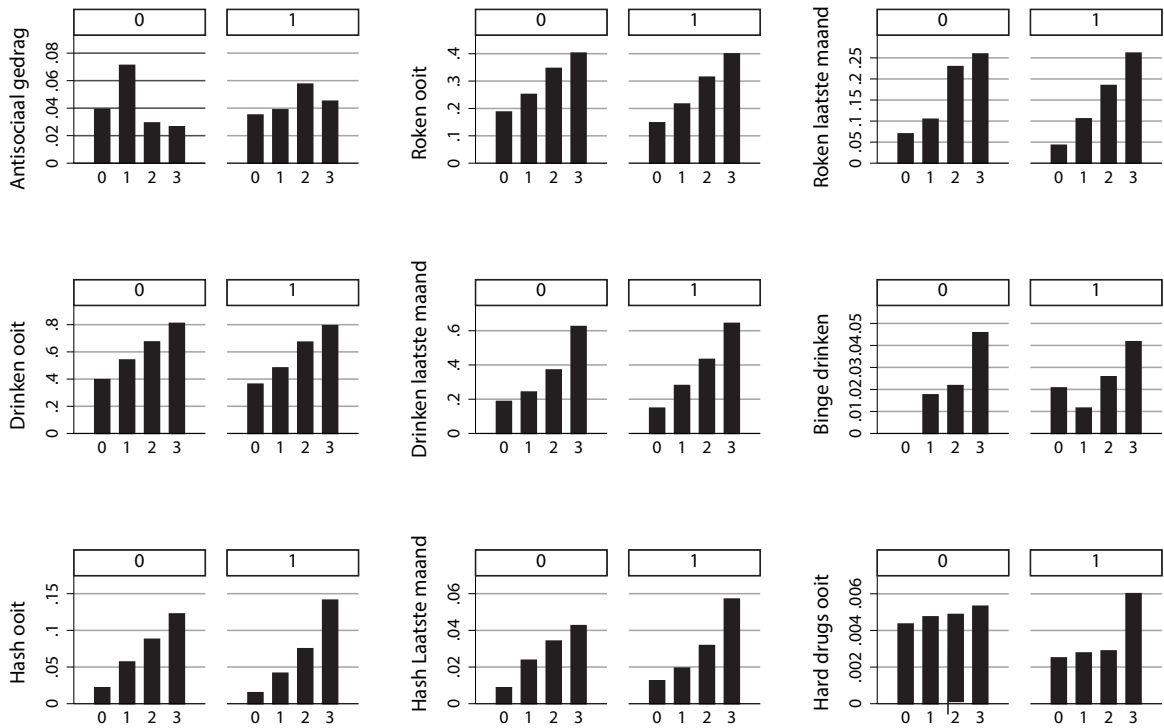 0 1
Antisociaal gedrag
0 .02 .04 .06 .08
0 1 2 3 0 1 2 3
0 1
Roken ooit
0 .1 .2 .3 .4
0 1 2 3 0 1 2 3
0 1
Roken laatste maand
0 .05 .1 .15 .2 .25
0 1 2 3 0 1 2 3
0 1
Drinken ooit
0 .2 .4 .6 .8
0 1 2 3 0 1 2 3
0 1
Drinken laatste maand
0 .2 .4 .6
0 1 2 3 0 1 2 3
0 1
Binge drinken
0 .01.02.03.04.05
0 1 2 3 0 1 2 3
0 1
Hash ooit
0 .05 .1 .15
0 1 2 3 0 1 2 3
0 1
Hash Laatste maand
0 .02 .04 .06
0 1 2 3 0 1 2 3
0 1
Hard drugs ooit
0 .002 .004 .006
0 1 2 3 0 1 2 3